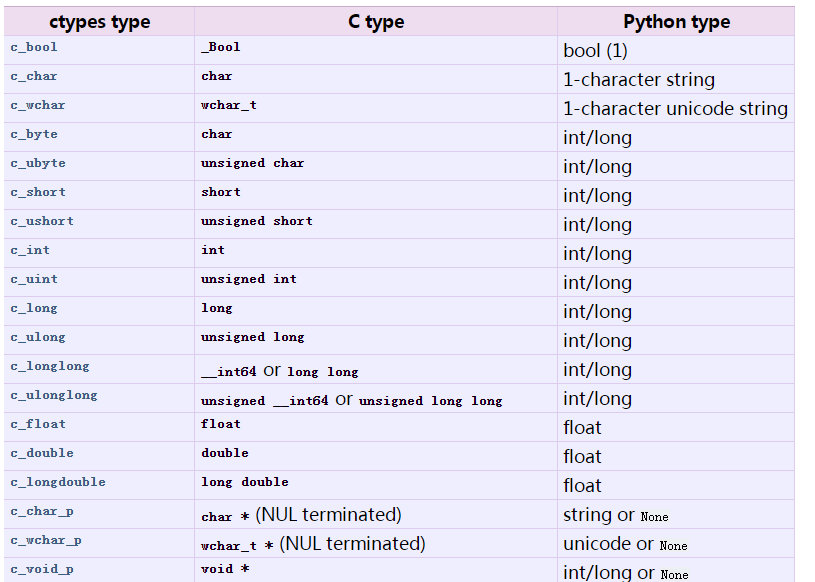 ctypes type C type Python type
c_bool _Bool bool (1)
c_char char 1-character string
c_wchar wchar_t 1-character unicode string
c_byte char int/long
c_ubyte unsigned char int/long
c_short short int/long
c_ushort unsigned short int/long
c_int int int/long
c_uint unsigned int int/long
c_long long int/long
c_ulong unsigned long int/long
c_longlong __int64 or long long int/long
c_ulonglong unsigned __int64 or unsigned long long int/long
c_float float float
c_double double float
c_longdouble long double float
c_char_p char * (NUL terminated) string or None
c_wchar_p wchar_t * (NUL terminated) unicode or None
c_void_p void * int/long or None